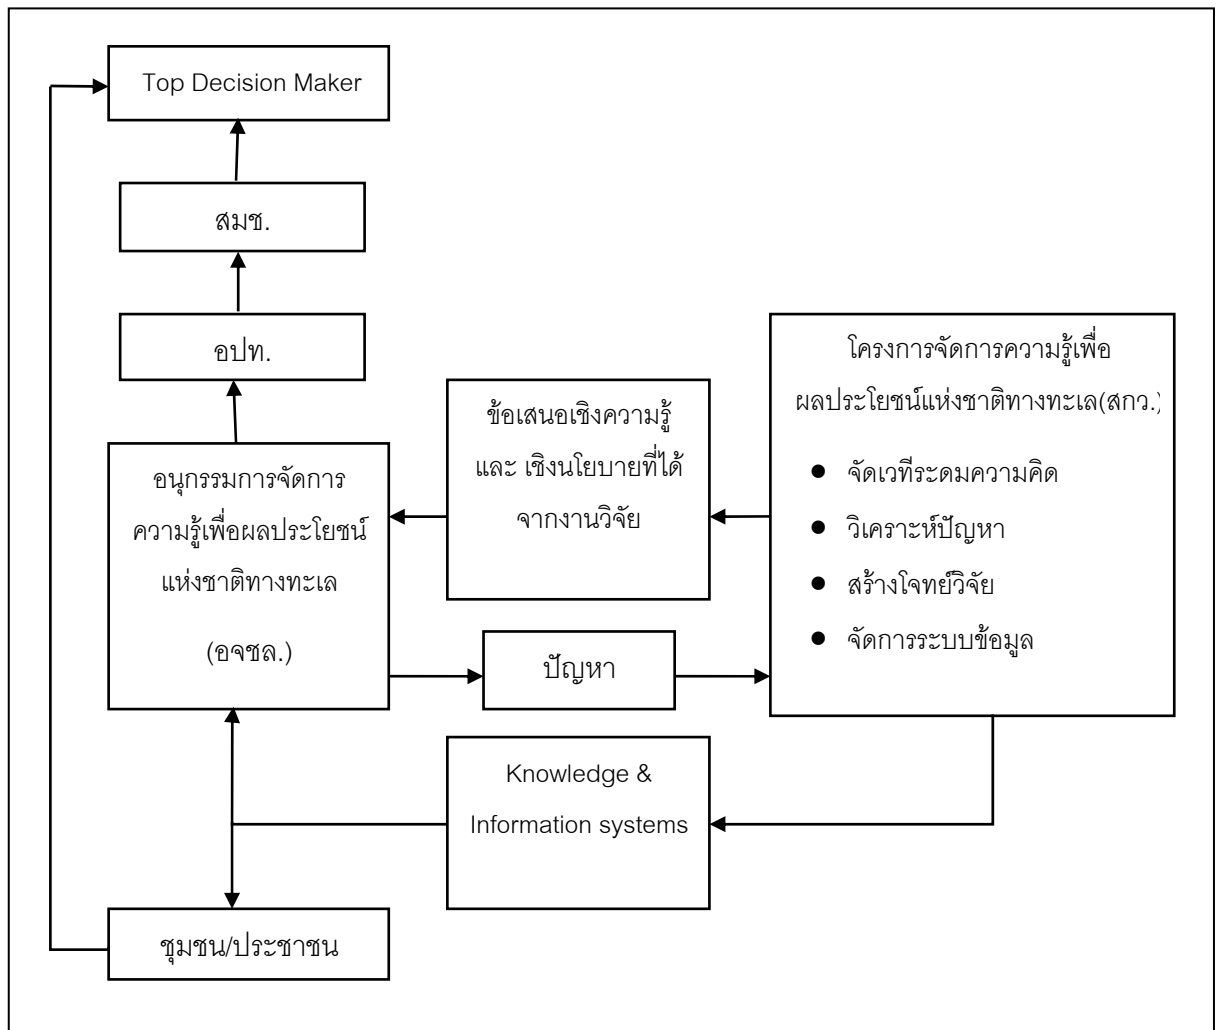 Top Decision Maker
สมช.
อปท.
โครงการจัดการความรู้เพื่อ
ผลประโยชน์แห่งชาติทางทะเล(สกว.)
● จัดเวทีระดมความคิด
● วิเคราะห์ปัญหา
● สร้างโจทย์วิจัย
● จัดการระบบข้อมูล
ข้อเสนอเชิงความรู้
และ เชิงนโยบายที่ได้
จากงานวิจัย
อนุกรรมการจัดการ
ความรู้เพื่อผลประโยชน์
แห่งชาติทางทะเล
(อจชล.)
ปัญหา
Knowledge &
Information systems
ชุมชน/ประชาชน